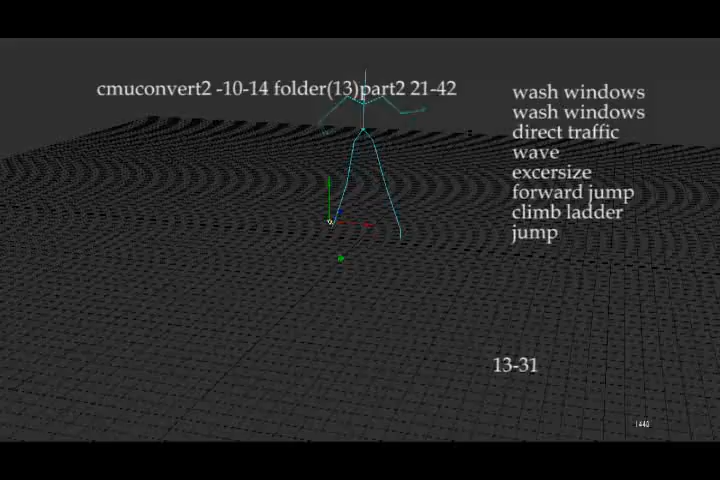 cmuconvert2 -10-14 folder(13)part2 21-42
wash windows
wash windows
direct traffic
wave
excersize
forward jump
climb ladder
jump
13-31
1440